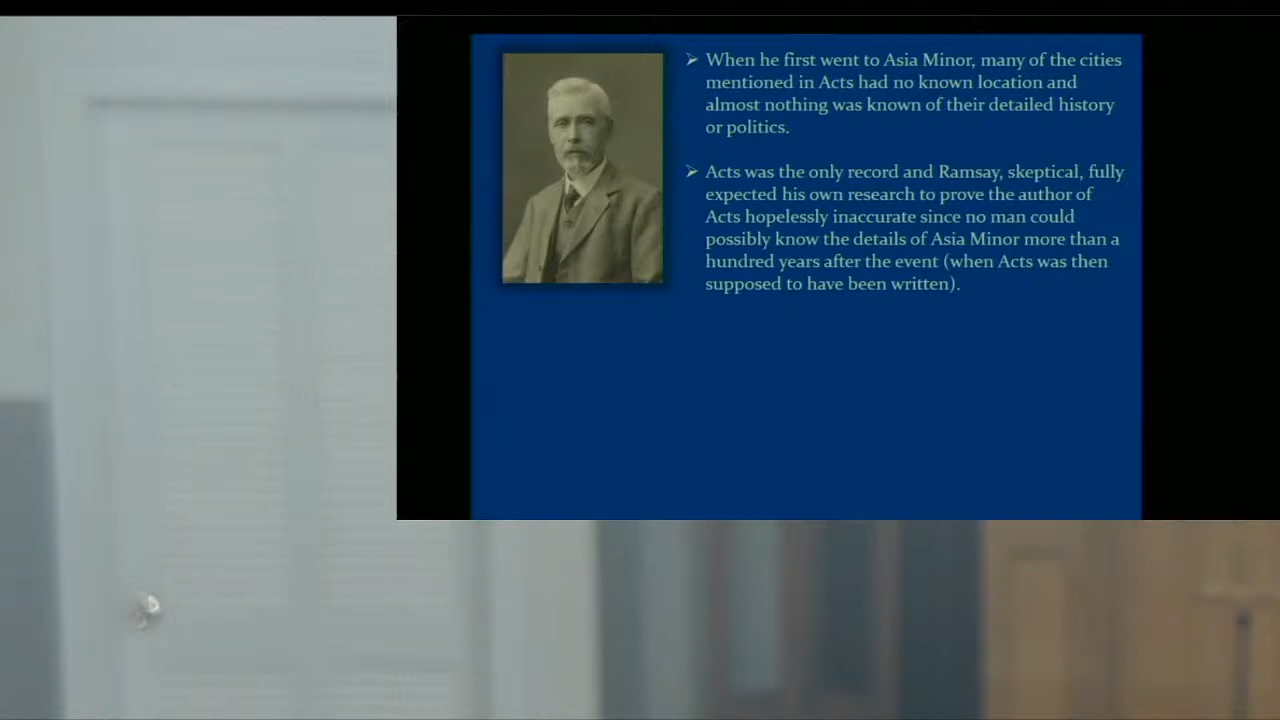 ➢ When he first went to Asia Minor, many of the cities
mentioned in Acts had no known location and
almost nothing was known of their detailed history
or politics.
➢ Acts was the only record and Ramsay, skeptical, fully
expected his own research to prove the author of
Acts hopelessly inaccurate since no man could
possibly know the details of Asia Minor more than a
hundred years after the event (when Acts was then
supposed to have been written).